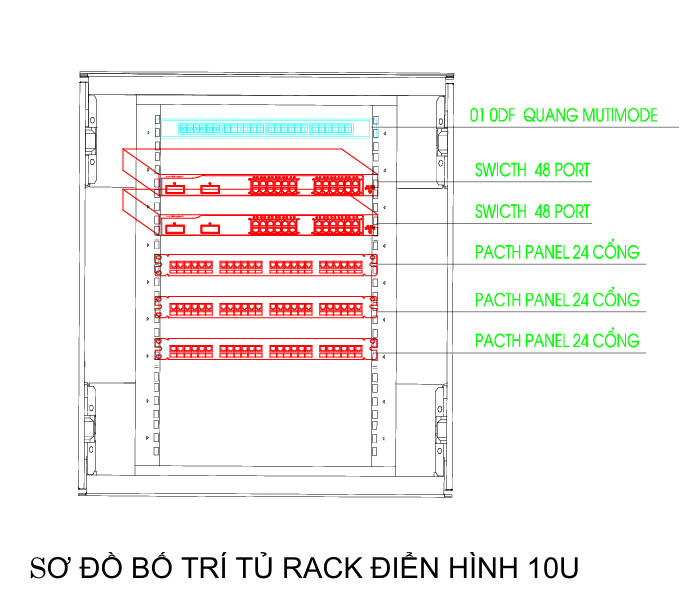 01 0DF QUANG MUTIMODE
SWICTH 48 PORT
SWICTH 48 PORT
PACTH PANEL 24 CỔNG
PACTH PANEL 24 CỔNG
PACTH PANEL 24 CỔNG
SƠ ĐỒ BỐ TRÍ TỦ RACK ĐIỂN HÌNH 10U